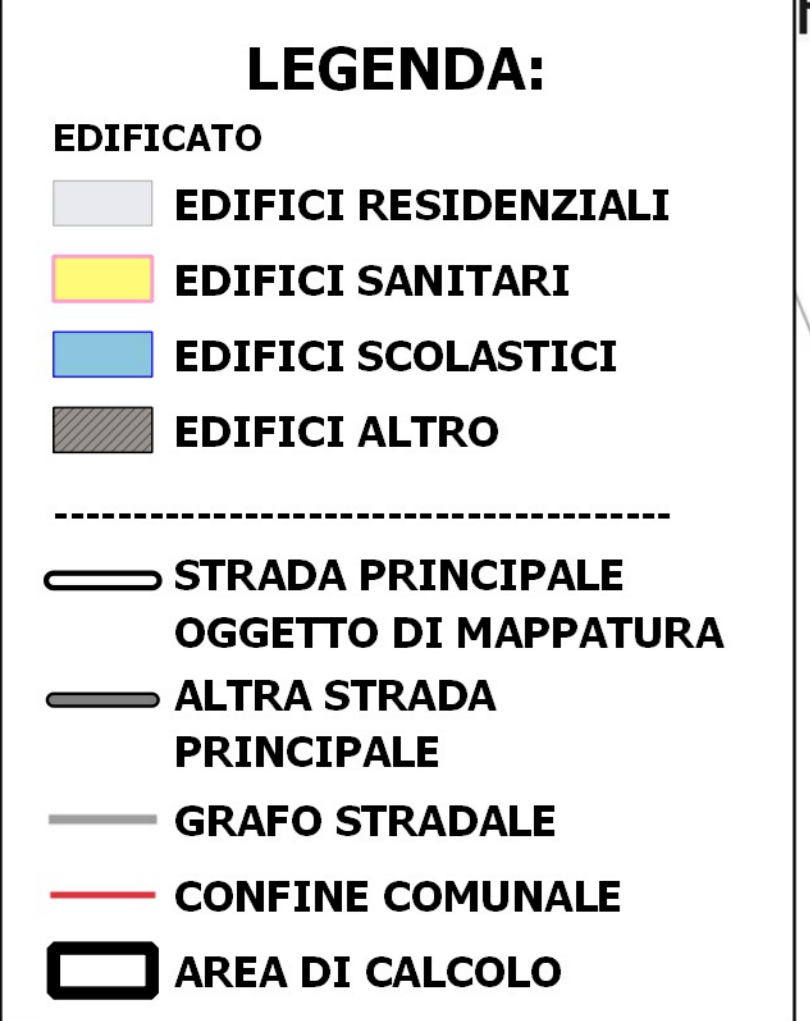 LEGENDA:
EDIFICATO
EDIFICI RESIDENZIALI
EDIFICI SANITARI
EDIFICI SCOLASTICI
EDIFICI ALTRO
---------------------------------------
STRADA PRINCIPALE
OGGETTO DI MAPPATURA
ALTRA STRADA
PRINCIPALE
GRAFO STRADALE
CONFINE COMUNALE
AREA DI CALCOLO